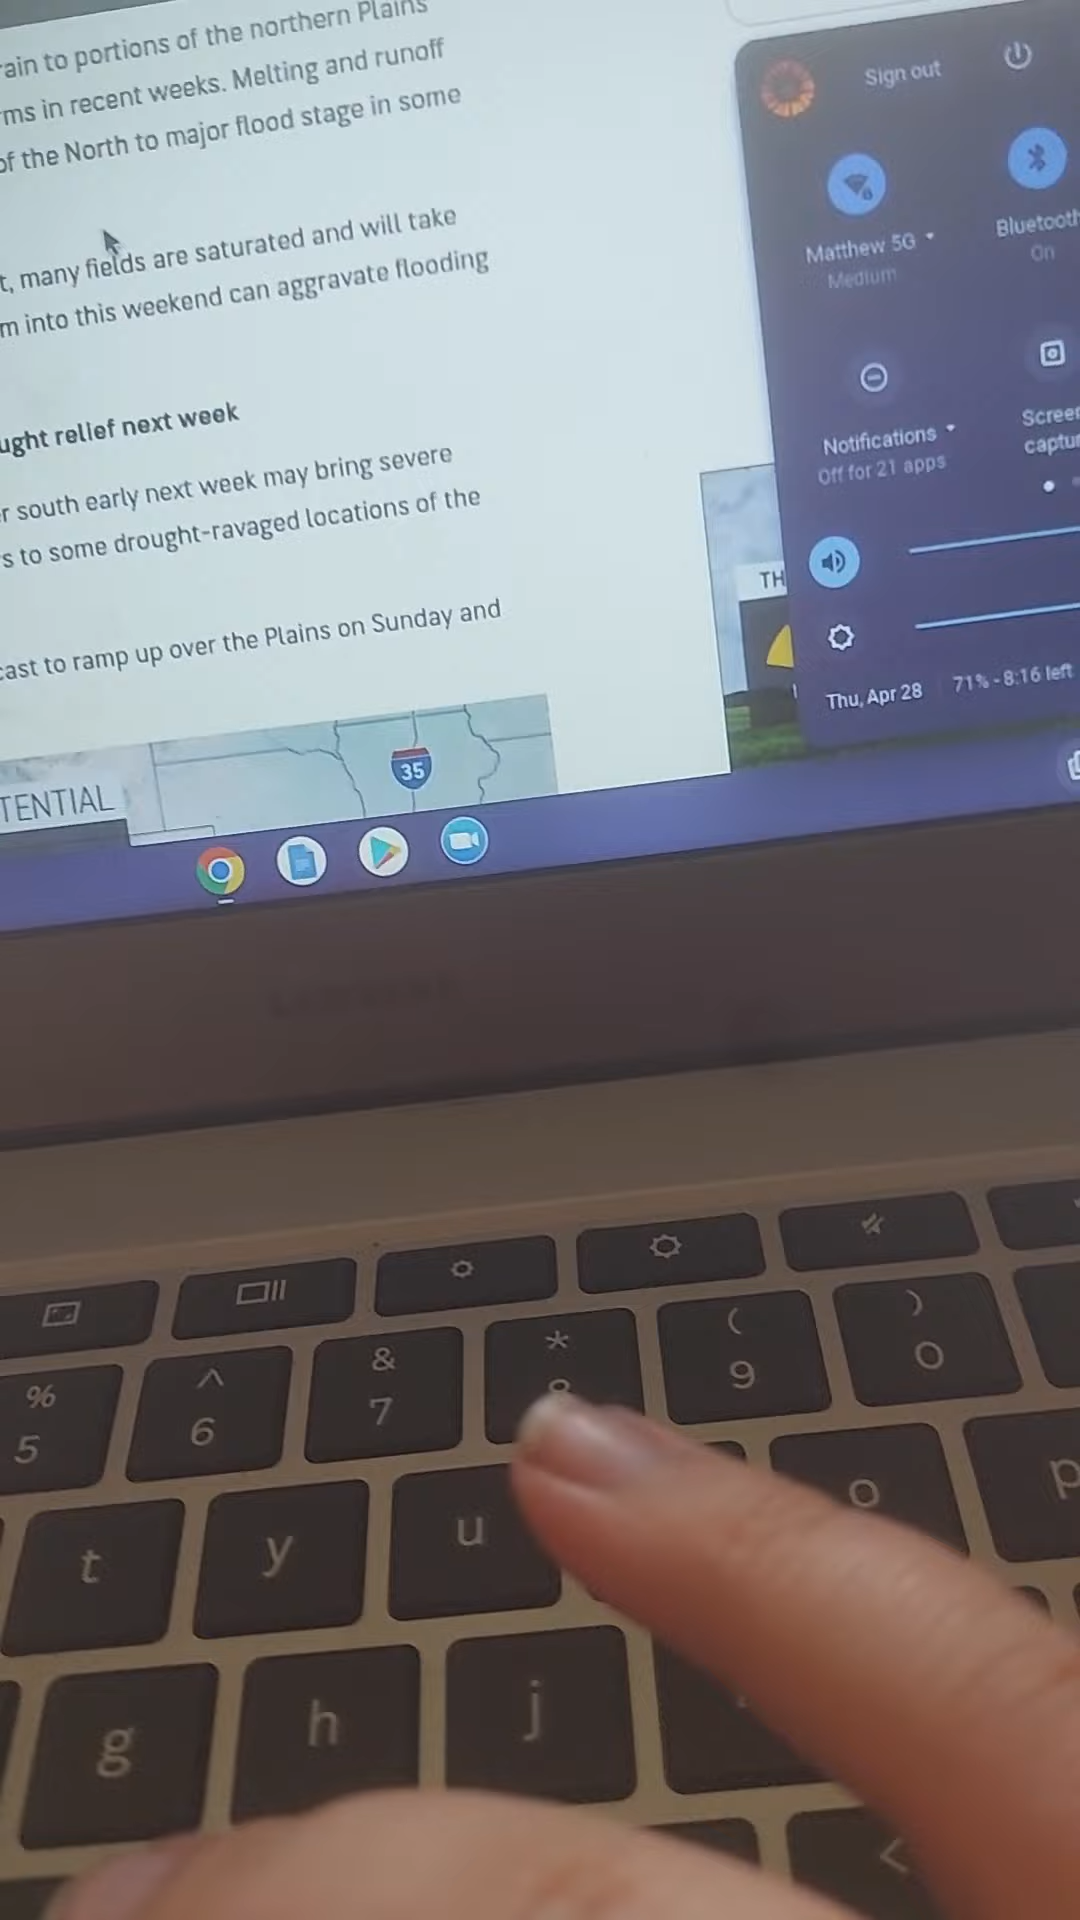 ain to portions of the northern Plains
ms in recent weeks. Melting and runoff
of the North to major flood stage in some
t, many fields are saturated and will take
m into this weekend can aggravate flooding
ught relief next week
r south early next week may bring severe
s to some drought-ravaged locations of the
cast to ramp up over the Plains on Sunday and
TENTIAL
35
TH
Sign out
Matthew 5G
Medium
Bluetooth
On
Notifications
Off for 21 apps
Screen
captur
Thu, Apr 28
71% - 8:16 left
% ^ & * ( )
5 6 7 9 0
t y u o p
g h j
<